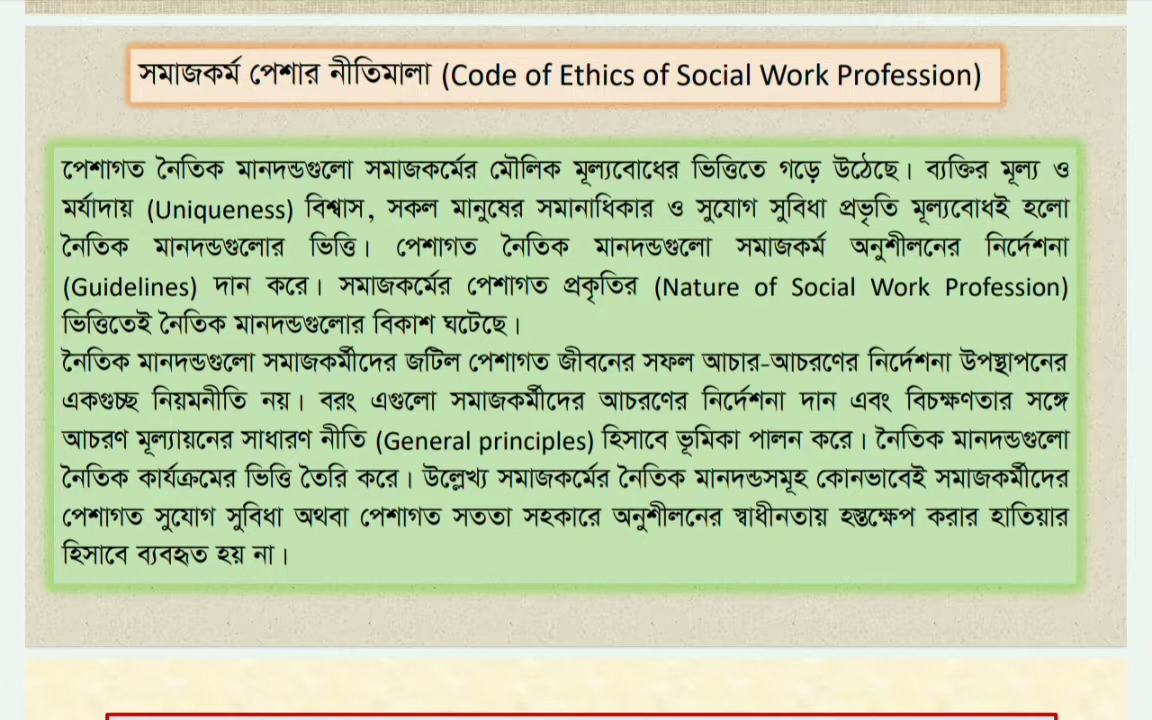 সমাজকর্ম পেশার নীতিমালা (Code of Ethics of Social Work Profession)
পেশাগত নৈতিক মানদন্ডগুলো সমাজকর্মের মৌলিক মূল্যবোধের ভিত্তিতে গড়ে উঠেছে। ব্যক্তির মূল্য ও
মর্যাদায় (Uniqueness) বিশ্বাস, সকল মানুষের সমানাধিকার ও সুযোগ সুবিধা প্রভৃতি মূল্যবোধই হলো
নৈতিক মানদন্ডগুলোর ভিত্তি। পেশাগত নৈতিক মানদন্ডগুলো সমাজকর্ম অনুশীলনের নির্দেশনা
(Guidelines) দান করে। সমাজকর্মের পেশাগত প্রকৃতির (Nature of Social Work Profession)
ভিত্তিতেই নৈতিক মানদন্ডগুলোর বিকাশ ঘটেছে।
নৈতিক মানদন্ডগুলো সমাজকর্মীদের জটিল পেশাগত জীবনের সফল আচার-আচরণের নির্দেশনা উপস্থাপনের
একগুচ্ছ নিয়মনীতি নয়। বরং এগুলো সমাজকর্মীদের আচরণের নির্দেশনা দান এবং বিচক্ষণতার সঙ্গে
আচরণ মূল্যায়নের সাধারণ নীতি (General principles) হিসাবে ভূমিকা পালন করে। নৈতিক মানদন্ডগুলো
নৈতিক কার্যক্রমের ভিত্তি তৈরি করে। উল্লেখ্য সমাজকর্মের নৈতিক মানদন্ডসমূহ কোনভাবেই সমাজকর্মীদের
পেশাগত সুযোগ সুবিধা অথবা পেশাগত সততা সহকারে অনুশীলনের স্বাধীনতায় হস্তক্ষেপ করার হাতিয়ার
হিসাবে ব্যবহৃত হয় না।